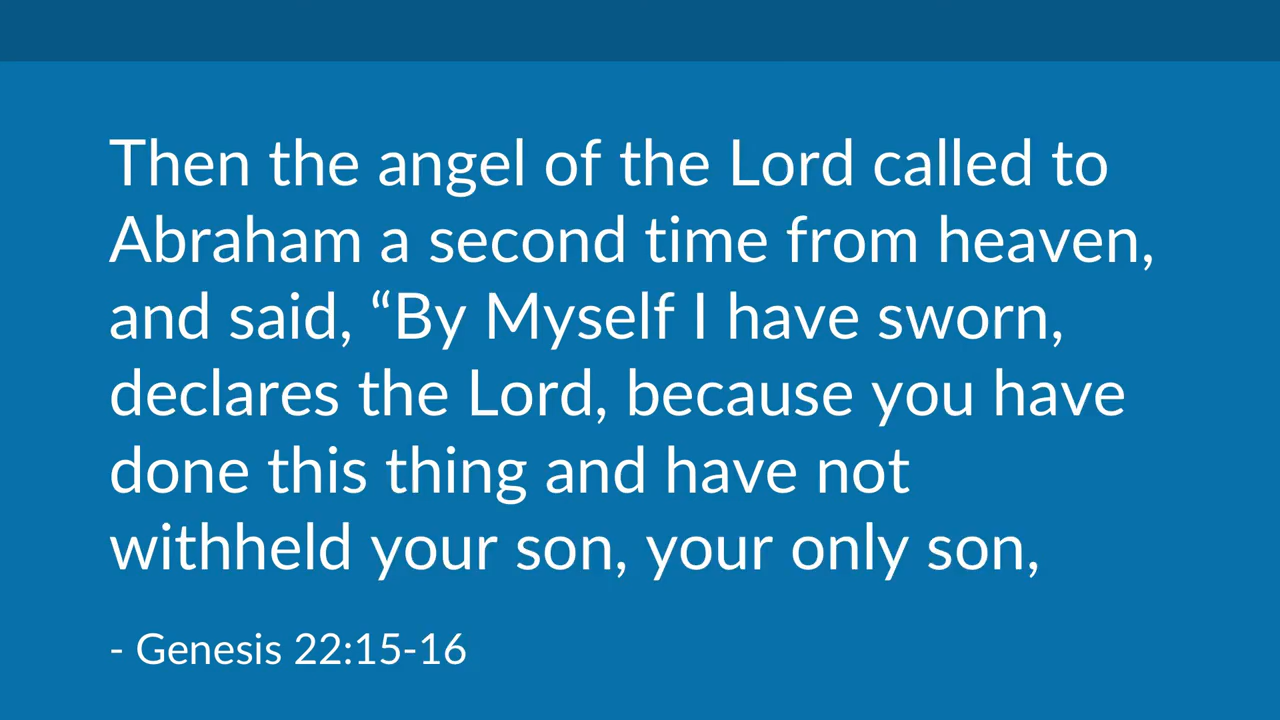 Then the angel of the Lord called to
Abraham a second time from heaven,
and said, “By Myself I have sworn,
declares the Lord, because you have
done this thing and have not
withheld your son, your only son,
- Genesis 22:15-16